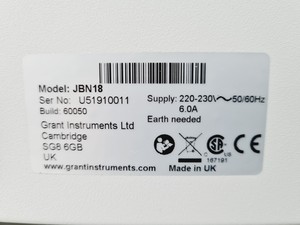 Model: JBN18
Ser No: U51910011
Build: 60050
Grant Instruments Ltd
Cambridge
SG8 6GB
UK
www.grantinstruments.com
Supply: 220-230V~50/60Hz
6.0A
Earth needed
167191
Made in UK